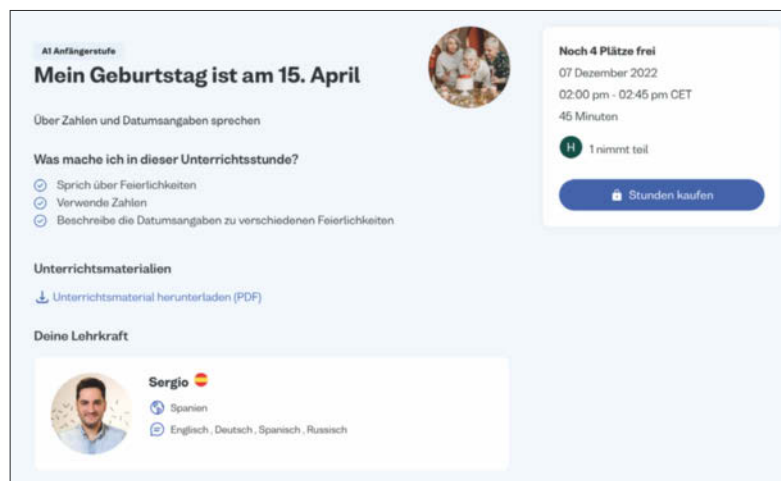 A1 Anfängerstufe
Mein Geburtstag ist am 15. April
Über Zahlen und Datumsangaben sprechen
Was mache ich in dieser Unterrichtsstunde?
Sprich über Feierlichkeiten
Verwende Zahlen
Beschreibe die Datumsangaben zu verschiedenen Feierlichkeiten
Unterrichtsmaterialien
Unterrichtsmaterial herunterladen (PDF)
Deine Lehrkraft
Sergio
Spanien
Englisch , Deutsch , Spanisch , Russisch
Noch 4 Plätze frei
07 Dezember 2022
02:00 pm - 02:45 pm CET
45 Minuten
H 1 nimmt teil
Stunden kaufen